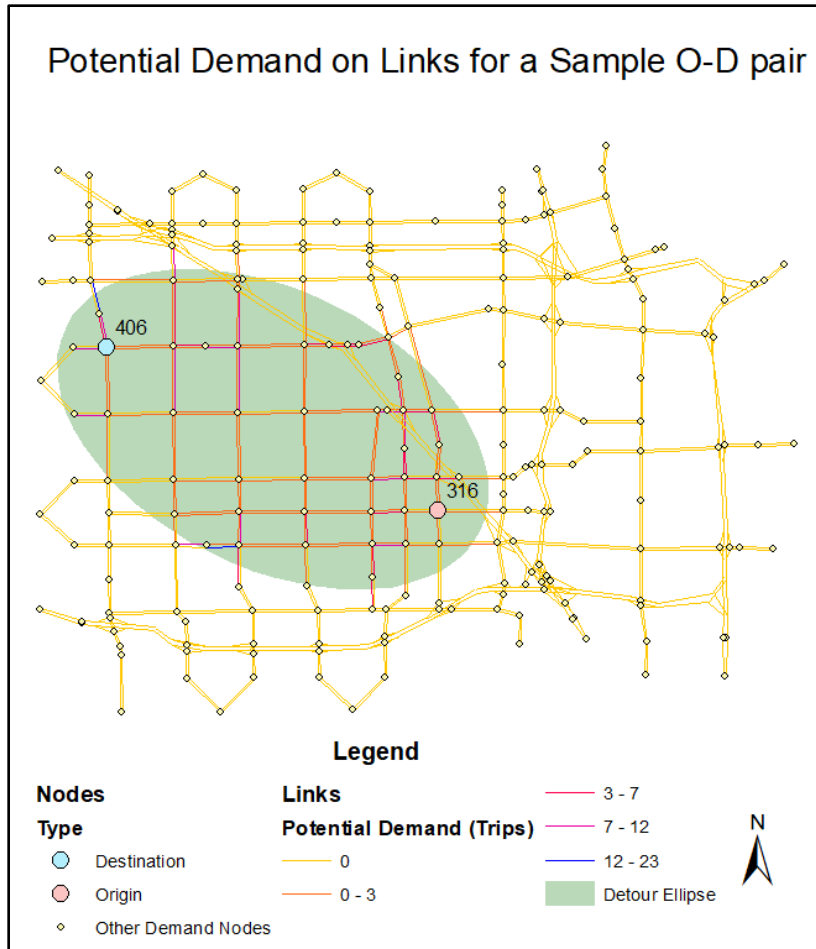 Potential Demand on Links for a Sample O-D pair
406
316
Legend
Nodes
Type
Destination
Origin
Other Demand Nodes
Links
Potential Demand (Trips)
0
0 - 3
3 - 7
7 - 12
12 - 23
Detour Ellipse
N